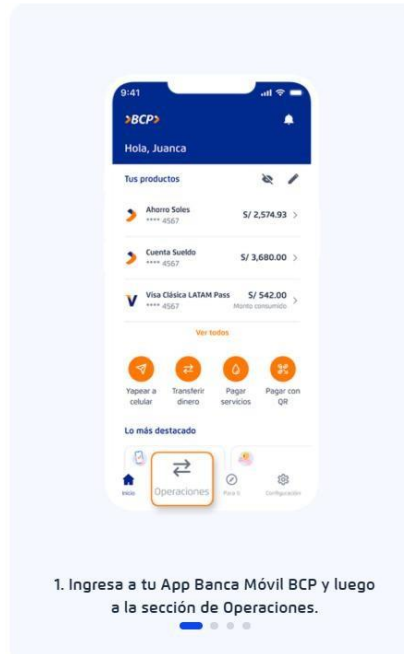 9:41
>BCP>
Hola, Juanca
Tus productos
Ahorro Soles
**** 4567
S/ 2,574.93 >
Cuenta Sueldo
**** 4567
S/ 3,680.00 >
Visa Clásica LATAM Pass
**** 4567
S/ 542.00 >
Monto consumido
Ver todos
Yapear a celular
Transferir dinero
Pagar servicios
Pagar con QR
Lo más destacado
Inicio
Operaciones
Para ti
Configuración
1. Ingresa a tu App Banca Móvil BCP y luego
a la sección de Operaciones.